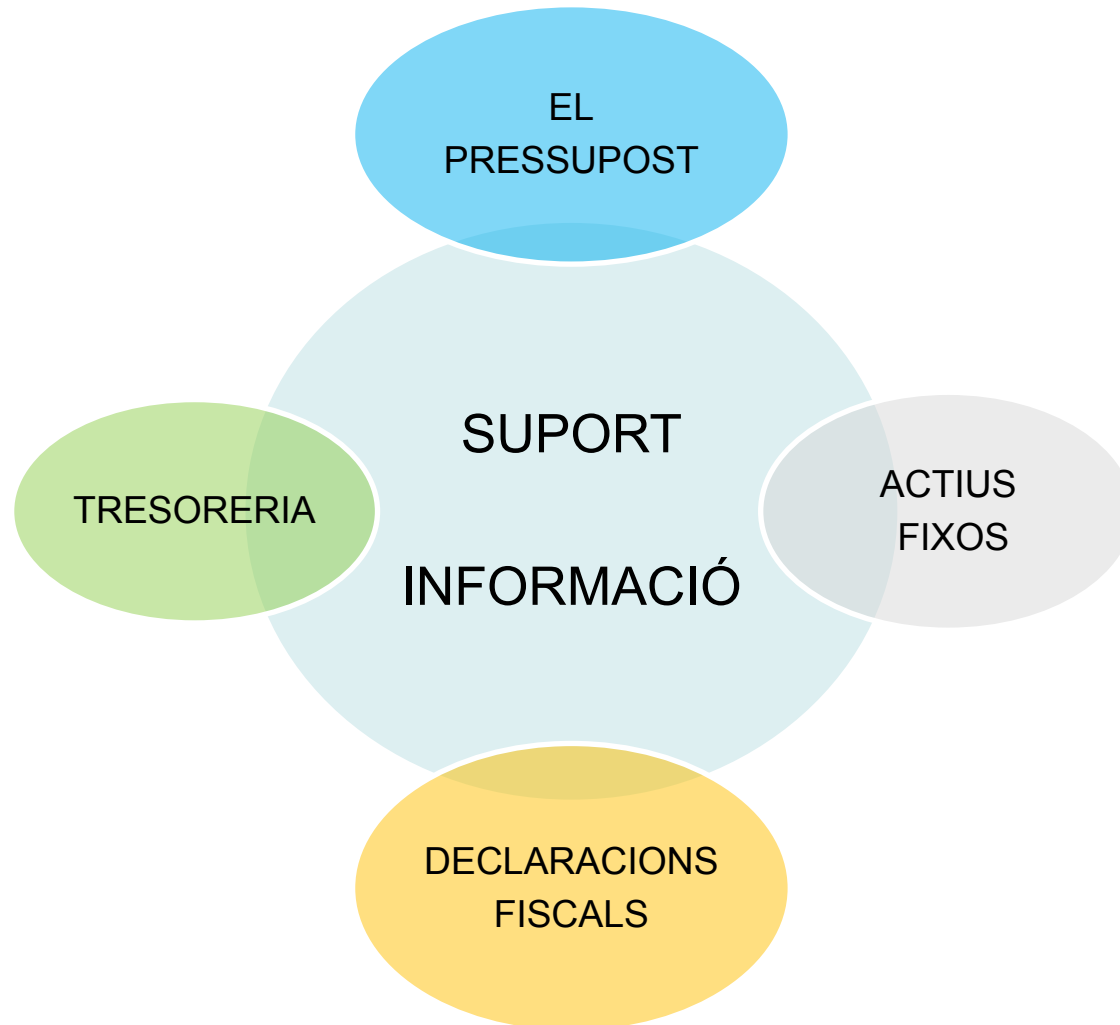 EL
PRESSUPOST
SUPORT
INFORMACIÓ
TRESORERIA
ACTIUS
FIXOS
DECLARACIONS
FISCALS